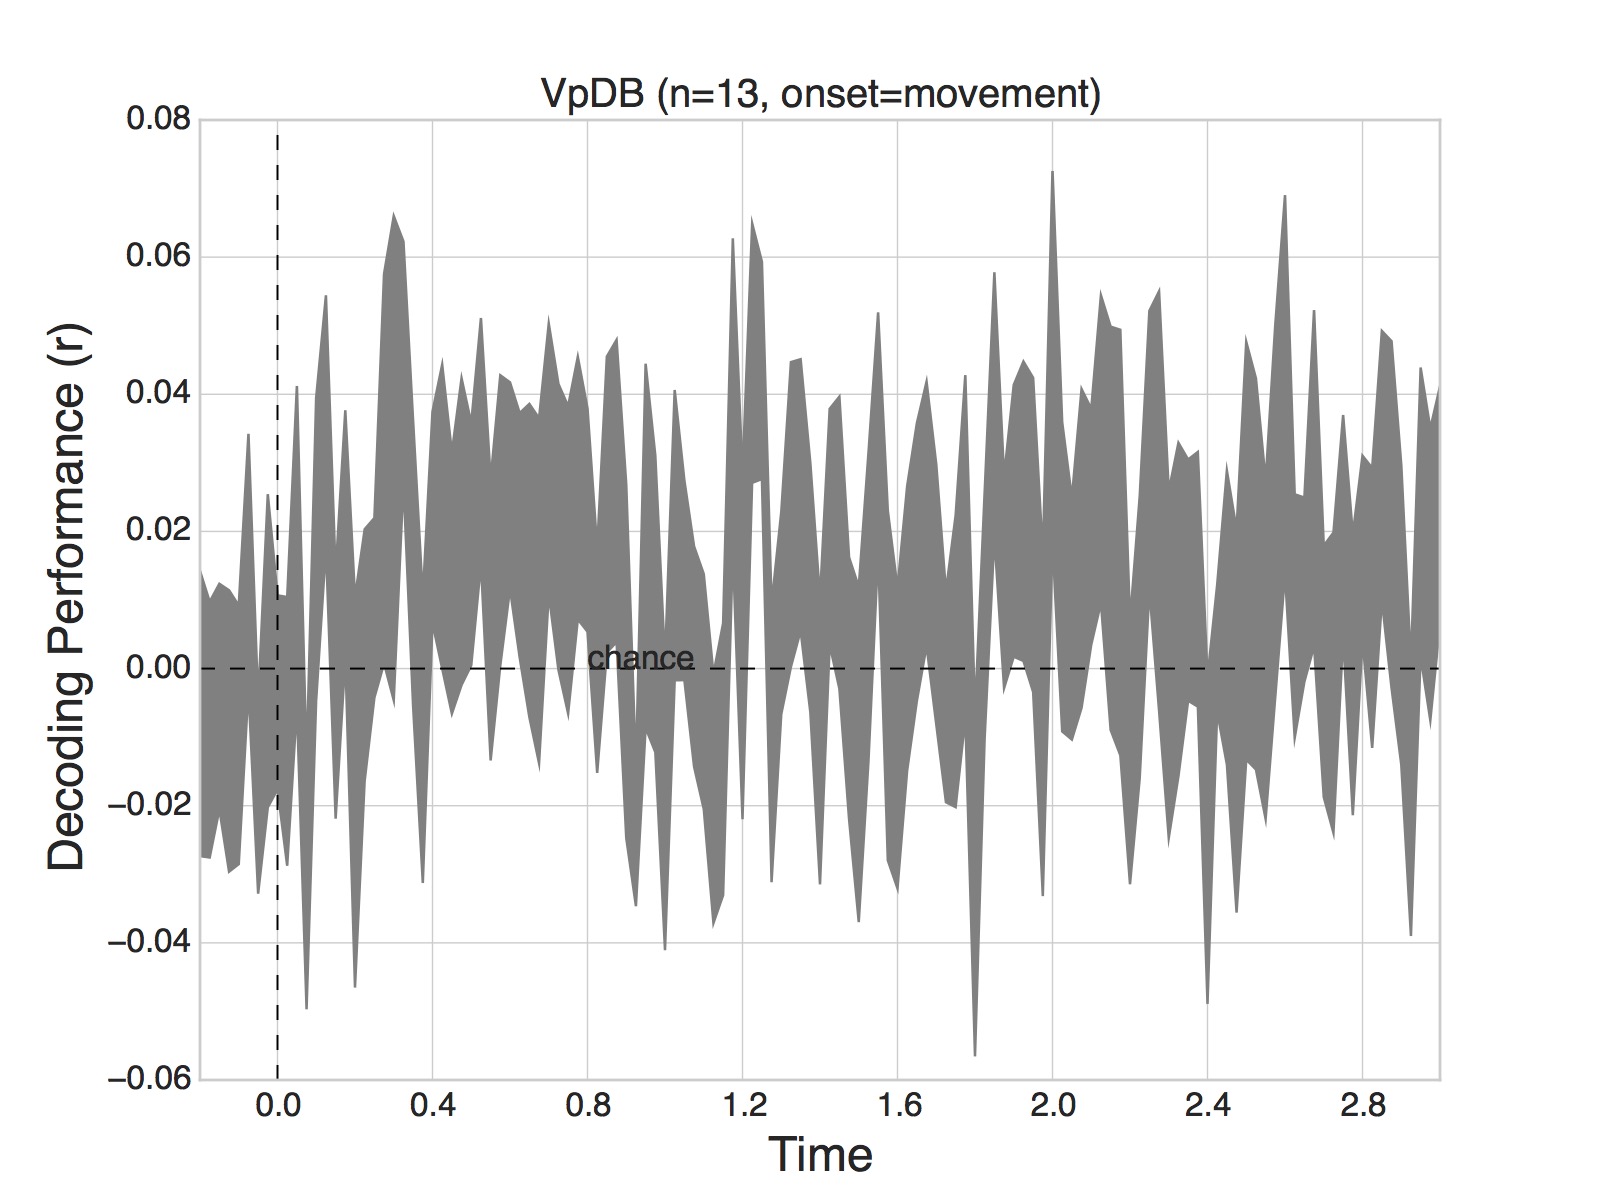 VpDB (n=13, onset=movement)
0.08
0.06
0.04
0.02
0.00
−0.02
−0.04
−0.06
Decoding Performance (r)
chance
0.0 0.4 0.8 1.2 1.6 2.0 2.4 2.8
Time